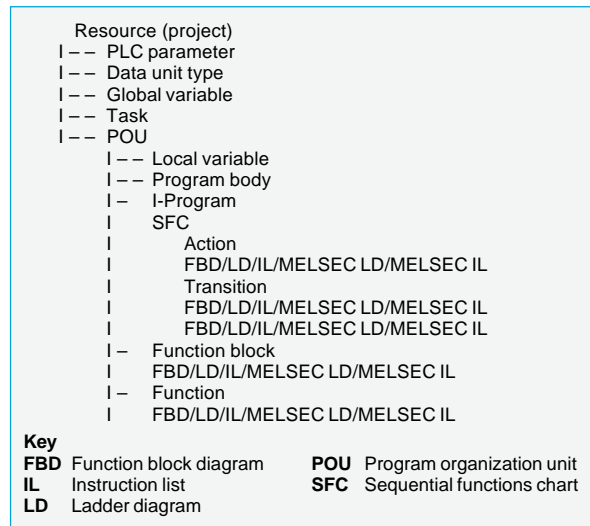 Resource (project)
I – – PLC parameter
I – – Data unit type
I – – Global variable
I – – Task
I – – POU
I – – Local variable
I – – Program body
I – I-Program
I SFC
I Action
I FBD/LD/IL/MELSEC LD/MELSEC IL
I Transition
I FBD/LD/IL/MELSEC LD/MELSEC IL
I FBD/LD/IL/MELSEC LD/MELSEC IL
I – Function block
I FBD/LD/IL/MELSEC LD/MELSEC IL
I – Function
I FBD/LD/IL/MELSEC LD/MELSEC IL
Key
FBD Function block diagram POU Program organization unit
IL Instruction list SFC Sequential functions chart
LD Ladder diagram